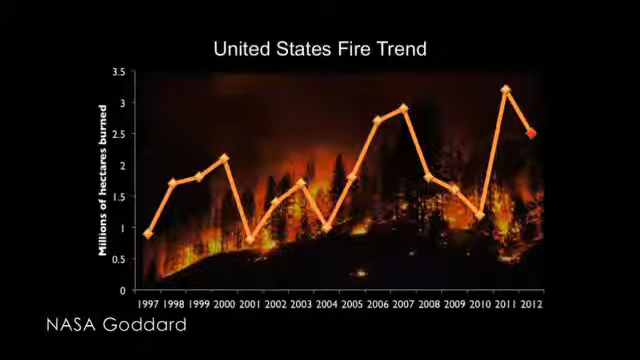 United States Fire Trend
Millions of hectares burned
3.5
3
2.5
2
1.5
1
0.5
0
1997 1998 1999 2000 2001 2002 2003 2004 2005 2006 2007 2008 2009 2010 2011 2012
NASA Goddard